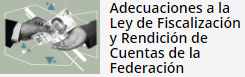 Adecuaciones a la
Ley de Fiscalización
y Rendición de
Cuentas de la
Federación